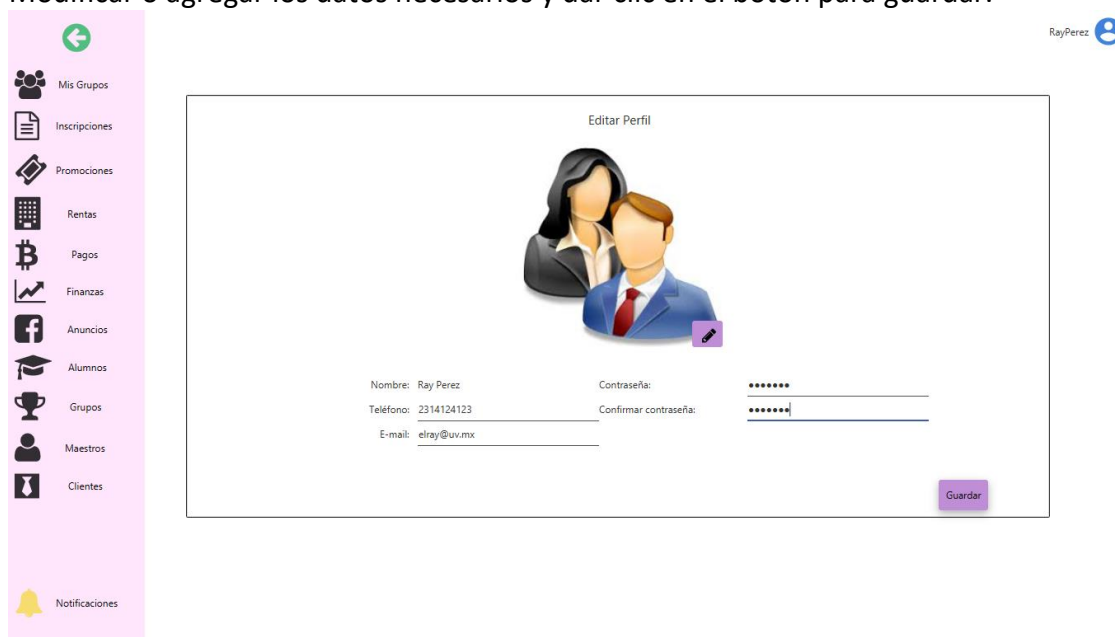 Modificar o agregar los datos necesarios y dar clic en el botón para guardar.
RayPerez
Mis Grupos
Inscripciones
Promociones
Rentas
Pagos
Finanzas
Anuncios
Alumnos
Grupos
Maestros
Clientes
Notificaciones
Editar Perfil
Nombre: Ray Perez
Teléfono: 2314124123
E-mail: elray@uv.mx
Contraseña: •••••••
Confirmar contraseña: •••••••
Guardar